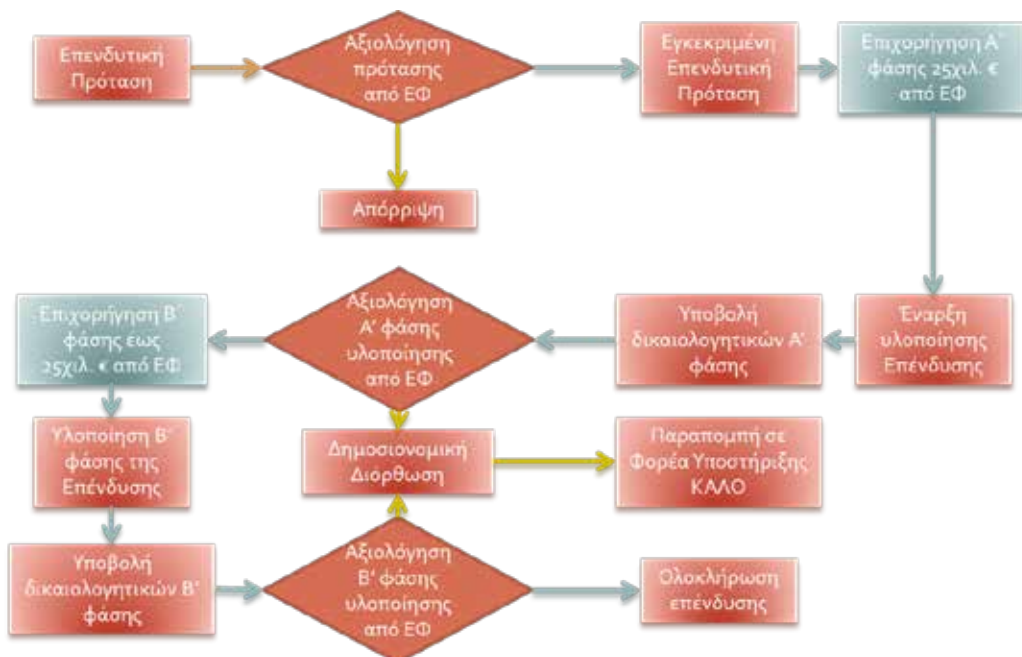 Επενδυτική
Πρόταση
Αξιολόγηση
πρότασης
από ΕΦ
Εγκεκριμένη
Επενδυτική
Πρόταση
Επιχορήγηση Α'
φάσης 25χιλ. €
από ΕΦ
Απόρριψη
Επιχορήγηση Β'
φάσης εως
25χιλ. € από ΕΦ
Αξιολόγηση
Α' φάσης
υλοποίησης
από ΕΦ
Υποβολή
δικαιολογητικών Α'
φάσης
Έναρξη
υλοποίησης
Επένδυσης
Υλοποίηση Β'
φάσης της
Επένδυσης
Δημοσιονομική
Διόρθωση
Παραπομπή σε
Φορέα Υποστήριξης
ΚΑΛΟ
Υποβολή
δικαιολογητικών Β'
φάσης
Αξιολόγηση
Β' φάσης
υλοποίησης
από ΕΦ
Ολοκλήρωση
επένδυσης